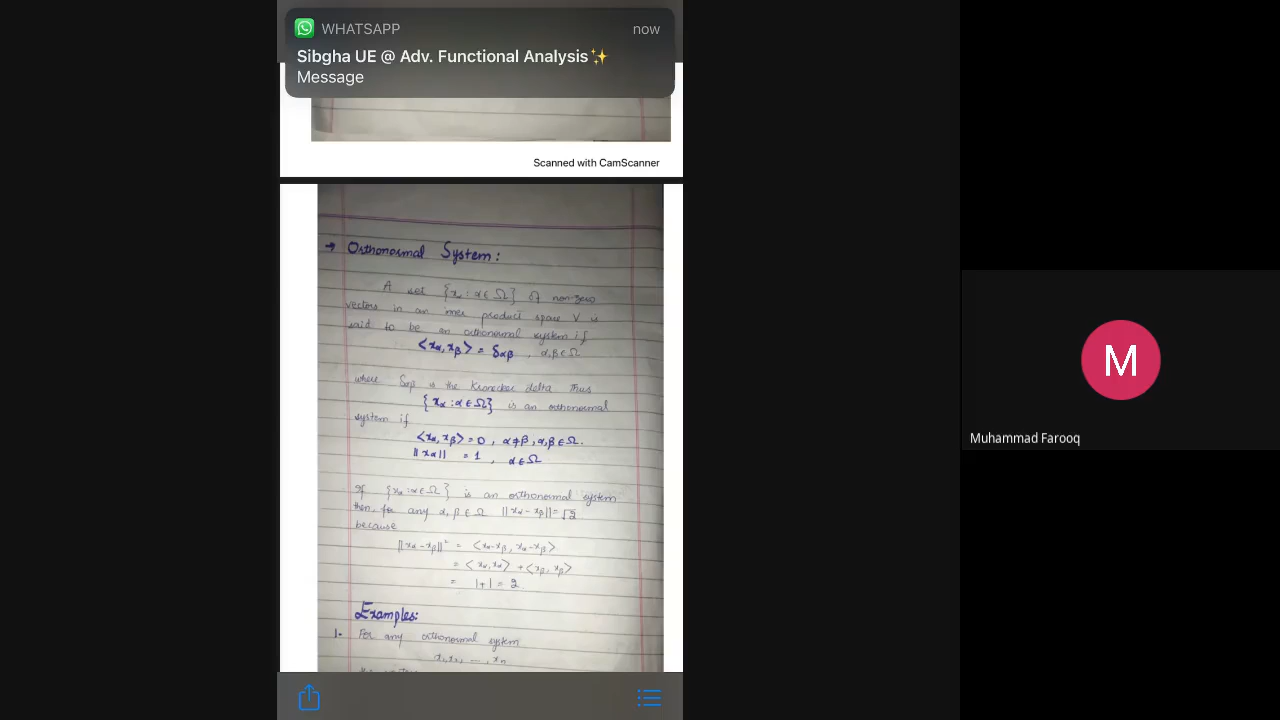 WHATSAPP now
Sibgha UE @ Adv. Functional Analysis✨
Message
Scanned with CamScanner
→ Orthonormal System:
A set {xα : α ∈ Ω} of non-zero
vectors in an inner product space V is
said to be an orthonormal system if
<xα, xβ> = δαβ , α,β ∈ Ω
where δαβ is the Kronecker delta Thus
{xα : α ∈ Ω} is an orthonormal
system if
<xα, xβ> = 0 , α ≠ β , α,β ∈ Ω.
||xα|| = 1 , α ∈ Ω
If {xα : α ∈ Ω} is an orthonormal system
then, for any α, β ∈ Ω ||xα - xβ|| = √2
because
||xα - xβ||² = <xα - xβ, xα - xβ>
= <xα, xα> + <xβ, xβ>
= 1+1 = 2.
Examples:
1- For any orthonormal system
x₁, x₂, ..., xn
M
Muhammad Farooq